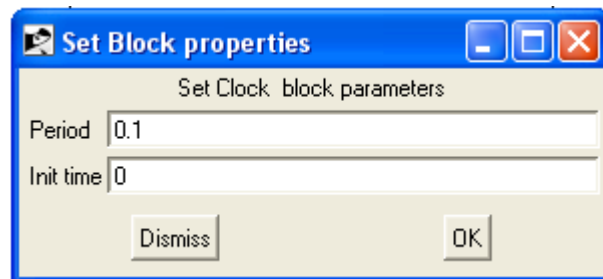 Set Block properties
Set Clock block parameters
Period 0.1
Init time 0
Dismiss OK